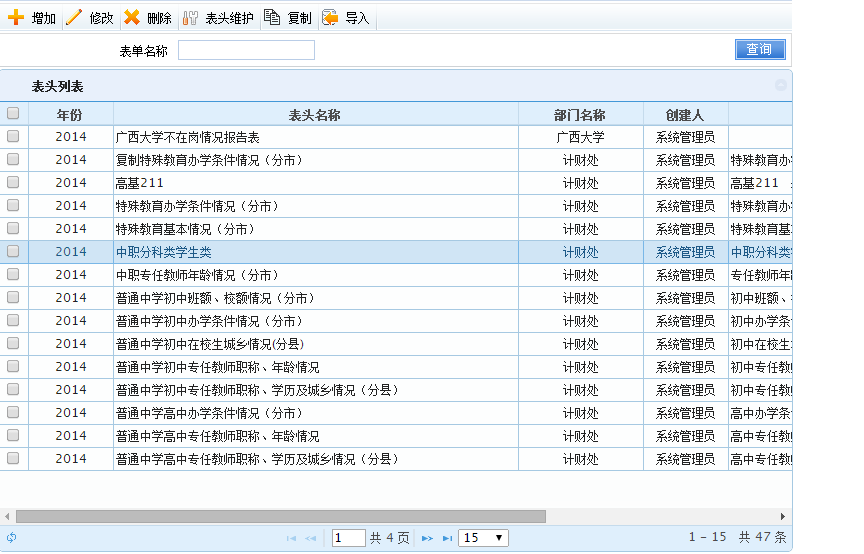 增加 修改 删除 表头维护 复制 导入
表单名称 查询
表头列表
年份 表头名称 部门名称 创建人
2014 广西大学不在岗情况报告表 广西大学 系统管理员
2014 复制特殊教育办学条件情况（分市） 计财处 系统管理员 特殊教育办
2014 高基211 计财处 系统管理员 高基211
2014 特殊教育办学条件情况（分市） 计财处 系统管理员 特殊教育办
2014 特殊教育基本情况（分市） 计财处 系统管理员 特殊教育基
2014 中职分科类学生类 计财处 系统管理员 中职分科类
2014 中职专任教师年龄情况（分市） 计财处 系统管理员 专任教师年
2014 普通中学初中班额、校额情况（分市） 计财处 系统管理员 初中班额、
2014 普通中学初中办学条件情况（分市） 计财处 系统管理员 初中办学条
2014 普通中学初中在校生城乡情况(分县) 计财处 系统管理员 初中在校生
2014 普通中学初中专任教师职称、年龄情况 计财处 系统管理员 初中专任教
2014 普通中学初中专任教师职称、学历及城乡情况（分县） 计财处 系统管理员 初中专任教
2014 普通中学高中办学条件情况（分市） 计财处 系统管理员 高中办学条
2014 普通中学高中专任教师职称、年龄情况 计财处 系统管理员 高中专任教
2014 普通中学高中专任教师职称、学历及城乡情况（分县） 计财处 系统管理员 高中专任教
1 共 4 页 15 1 - 15 共 47 条